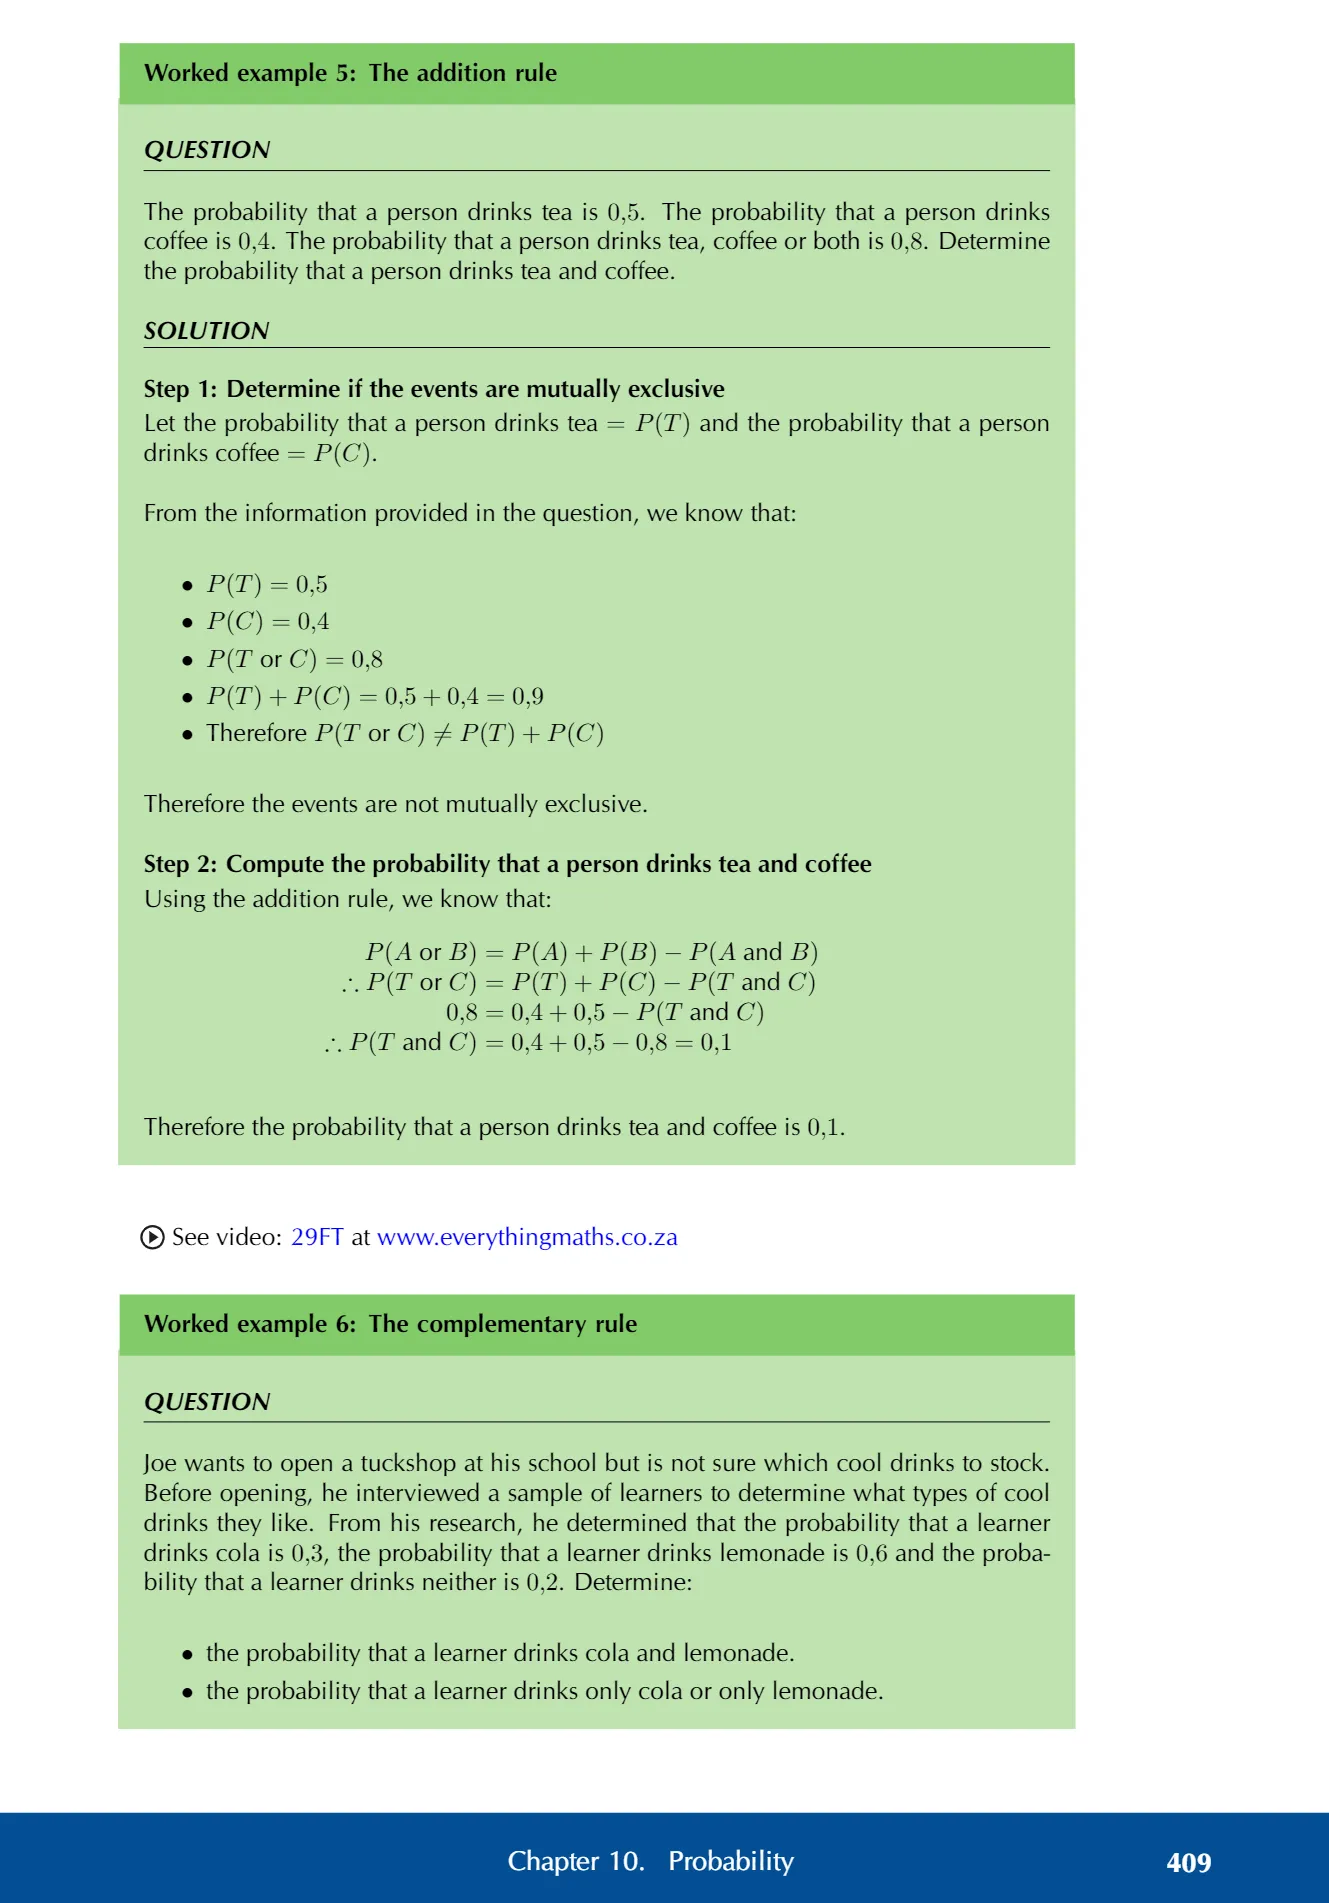 Worked example 5: The addition rule
QUESTION
The probability that a person drinks tea is 0,5. The probability that a person drinks
coffee is 0,4. The probability that a person drinks tea, coffee or both is 0,8. Determine
the probability that a person drinks tea and coffee.
SOLUTION
Step 1: Determine if the events are mutually exclusive
Let the probability that a person drinks tea = P(T) and the probability that a person
drinks coffee = P(C).
From the information provided in the question, we know that:
• P(T) = 0,5
• P(C) = 0,4
• P(T or C) = 0,8
• P(T) + P(C) = 0,5 + 0,4 = 0,9
• Therefore P(T or C) ≠ P(T) + P(C)
Therefore the events are not mutually exclusive.
Step 2: Compute the probability that a person drinks tea and coffee
Using the addition rule, we know that:
P(A or B) = P(A) + P(B) − P(A and B)
∴ P(T or C) = P(T) + P(C) − P(T and C)
0,8 = 0,4 + 0,5 − P(T and C)
∴ P(T and C) = 0,4 + 0,5 − 0,8 = 0,1
Therefore the probability that a person drinks tea and coffee is 0,1.
See video: 29FT at www.everythingmaths.co.za
Worked example 6: The complementary rule
QUESTION
Joe wants to open a tuckshop at his school but is not sure which cool drinks to stock.
Before opening, he interviewed a sample of learners to determine what types of cool
drinks they like. From his research, he determined that the probability that a learner
drinks cola is 0,3, the probability that a learner drinks lemonade is 0,6 and the proba-
bility that a learner drinks neither is 0,2. Determine:
• the probability that a learner drinks cola and lemonade.
• the probability that a learner drinks only cola or only lemonade.
Chapter 10. Probability 409